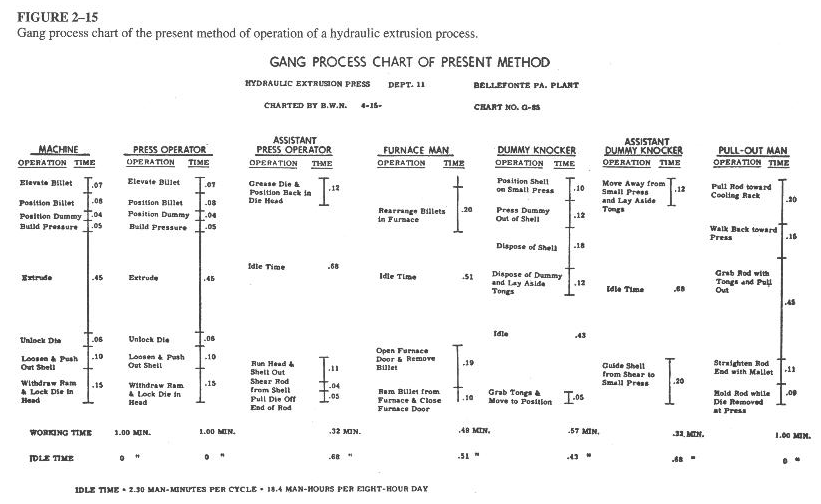 FIGURE 2–15
Gang process chart of the present method of operation of a hydraulic extrusion process.
GANG PROCESS CHART OF PRESENT METHOD
HYDRAULIC EXTRUSION PRESS DEPT. 11 BELLEFONTE PA. PLANT
CHARTED BY B.W.N. 4-15- CHART NO. G-85
MACHINE
OPERATION TIME
Elevate Billet .07
Position Billet .08
Position Dummy .04
Build Pressure .05
Extrude .45
Unlock Die .06
Loosen & Push .10
Out Shell
Withdraw Ram .15
& Lock Die in
Head
PRESS OPERATOR
OPERATION TIME
Elevate Billet .07
Position Billet .08
Position Dummy .04
Build Pressure .05
Extrude .45
Unlock Die .06
Loosen & Push .10
Out Shell
Withdraw Ram .15
& Lock Die in
Head
ASSISTANT
PRESS OPERATOR
OPERATION TIME
Grease Die & .12
Position Back in
Die Head
Idle Time .68
Run Head & .11
Shell Out
Shear Rod .04
from Shell
Pull Die Off .05
End of Rod
FURNACE MAN
OPERATION TIME
Rearrange Billets .20
in Furnace
Idle Time .51
Open Furnace
Door & Remove .19
Billet
Ram Billet from .10
Furnace & Close
Furnace Door
DUMMY KNOCKER
OPERATION TIME
Position Shell .10
on Small Press
Press Dummy .12
Out of Shell
Dispose of Shell .18
Dispose of Dummy .12
and Lay Aside
Tongs
Idle .43
Grab Tongs & .05
Move to Position
ASSISTANT
DUMMY KNOCKER
OPERATION TIME
Move Away from .12
Small Press
and Lay Aside
Tongs
Idle Time .68
Guide Shell
from Shear to .20
Small Press
PULL-OUT MAN
OPERATION TIME
Pull Rod toward .20
Cooling Rack
Walk Back toward .15
Press
Grab Rod with
Tongs and Pull .45
Out
Straighten Rod .11
End with Mallet
Hold Rod while .09
Die Removed
at Press
WORKING TIME 1.00 MIN. 1.00 MIN. .32 MIN. .49 MIN. .57 MIN. .32 MIN. 1.00 MIN.
IDLE TIME 0 " 0 " .68 " .51 " .43 " .68 " 0 "
IDLE TIME = 2.30 MAN-MINUTES PER CYCLE = 18.4 MAN-HOURS PER EIGHT-HOUR DAY